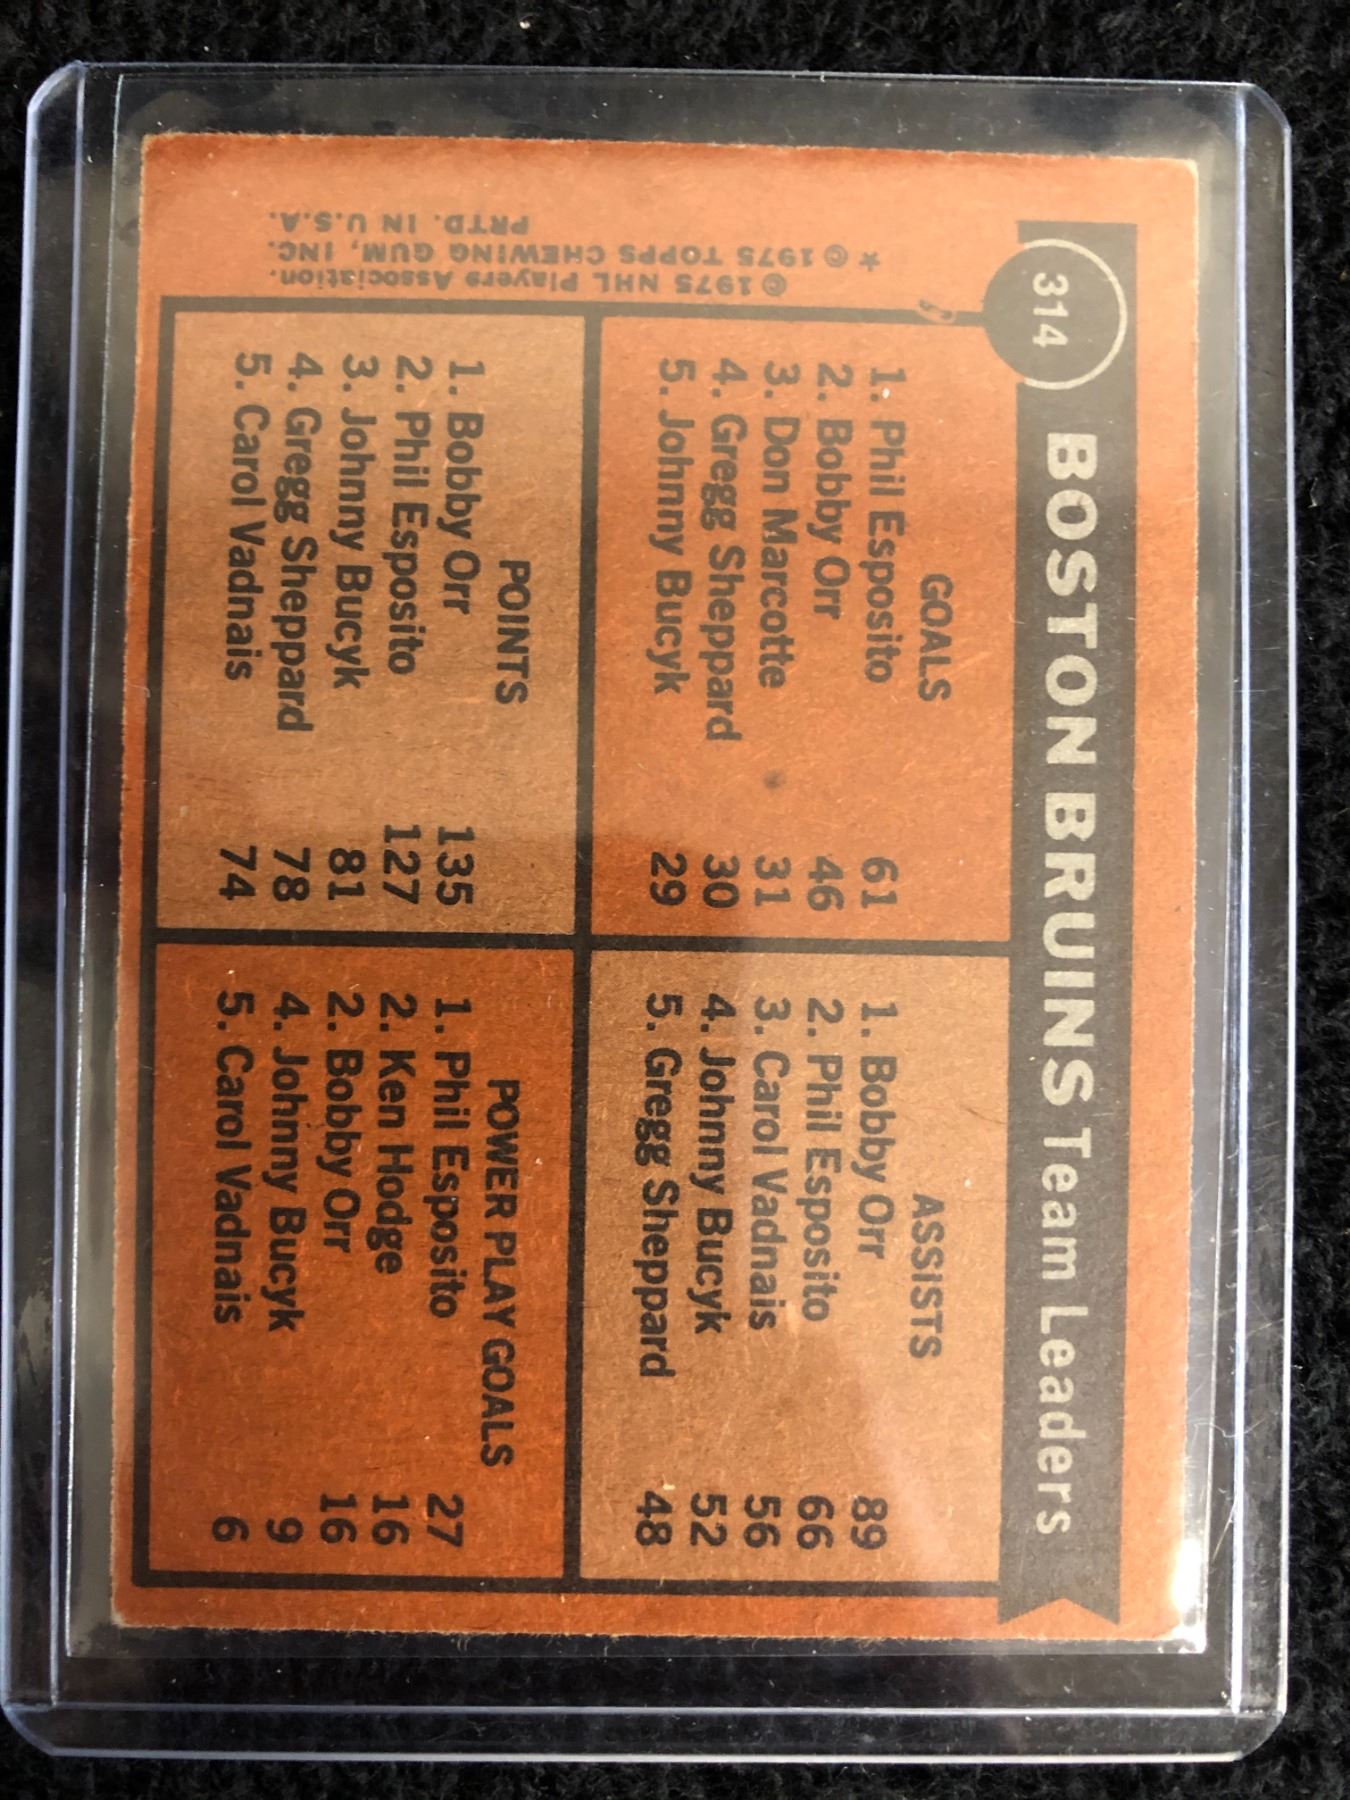 314
BOSTON BRUINS Team Leaders
GOALS
1. Phil Esposito 61
2. Bobby Orr 46
3. Don Marcotte 31
4. Gregg Sheppard 30
5. Johnny Bucyk 29
ASSISTS
1. Bobby Orr 89
2. Phil Esposito 66
3. Carol Vadnais 56
4. Johnny Bucyk 52
5. Gregg Sheppard 48
POINTS
1. Bobby Orr 135
2. Phil Esposito 127
3. Johnny Bucyk 81
4. Gregg Sheppard 78
5. Carol Vadnais 74
POWER PLAY GOALS
1. Phil Esposito 27
2. Ken Hodge 16
2. Bobby Orr 16
4. Johnny Bucyk 9
5. Carol Vadnais 6
© 1975 NHL Players Association.
★ © 1975 TOPPS CHEWING GUM, INC.
PRTD. IN U.S.A.